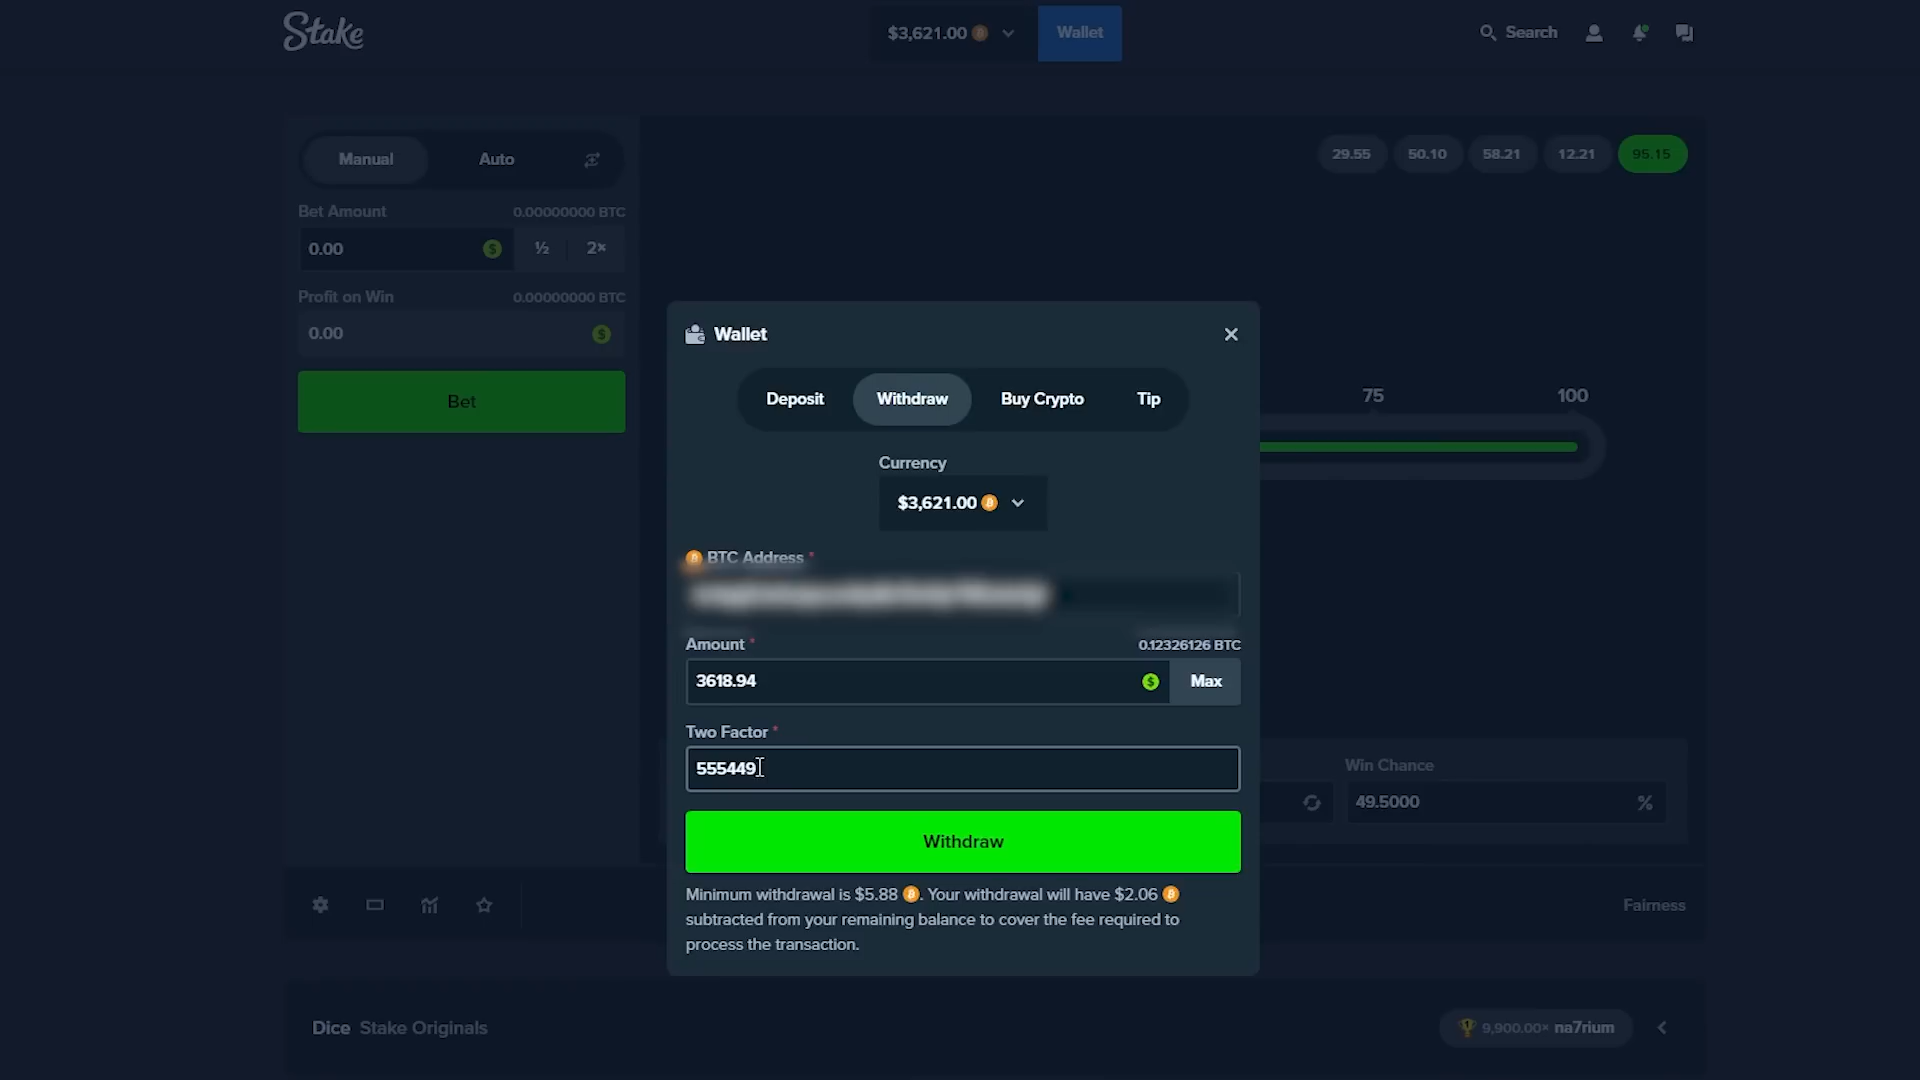 Stake
$3,621.00
Wallet
Search
Manual
Auto
29.55
50.10
58.21
12.21
95.15
Bet Amount
0.00000000 BTC
0.00
½
2×
Profit on Win
0.00000000 BTC
0.00
Bet
Wallet
Deposit
Withdraw
Buy Crypto
Tip
75
100
Currency
$3,621.00
BTC Address *
Amount *
0.12326126 BTC
3618.94
Max
Two Factor *
555449
Withdraw
Win Chance
49.5000
%
Minimum withdrawal is $5.88 . Your withdrawal will have $2.06
subtracted from your remaining balance to cover the fee required to
process the transaction.
Fairness
Dice Stake Originals
9,900.00× na7rium